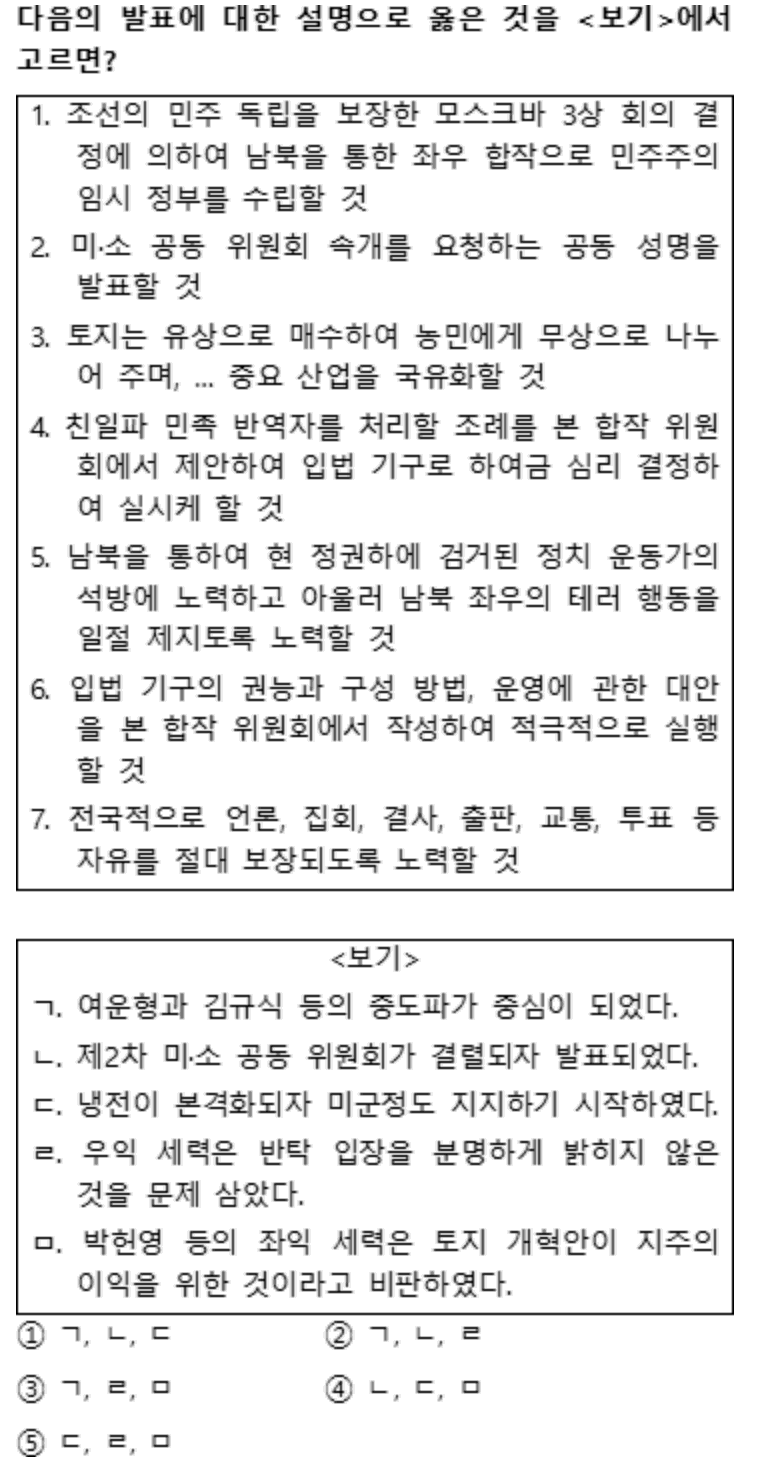 다음의 발표에 대한 설명으로 옳은 것을 <보기>에서
고르면?
1. 조선의 민주 독립을 보장한 모스크바 3상 회의 결
정에 의하여 남북을 통한 좌우 합작으로 민주주의
임시 정부를 수립할 것
2. 미·소 공동 위원회 속개를 요청하는 공동 성명을
발표할 것
3. 토지는 유상으로 매수하여 농민에게 무상으로 나누
어 주며, ... 중요 산업을 국유화할 것
4. 친일파 민족 반역자를 처리할 조례를 본 합작 위원
회에서 제안하여 입법 기구로 하여금 심리 결정하
여 실시케 할 것
5. 남북을 통하여 현 정권하에 검거된 정치 운동가의
석방에 노력하고 아울러 남북 좌우의 테러 행동을
일절 제지토록 노력할 것
6. 입법 기구의 권능과 구성 방법, 운영에 관한 대안
을 본 합작 위원회에서 작성하여 적극적으로 실행
할 것
7. 전국적으로 언론, 집회, 결사, 출판, 교통, 투표 등
자유를 절대 보장되도록 노력할 것
<보기>
ㄱ. 여운형과 김규식 등의 중도파가 중심이 되었다.
ㄴ. 제2차 미·소 공동 위원회가 결렬되자 발표되었다.
ㄷ. 냉전이 본격화되자 미군정도 지지하기 시작하였다.
ㄹ. 우익 세력은 반탁 입장을 분명하게 밝히지 않은
것을 문제 삼았다.
ㅁ. 박헌영 등의 좌익 세력은 토지 개혁안이 지주의
이익을 위한 것이라고 비판하였다.
① ㄱ, ㄴ, ㄷ ② ㄱ, ㄴ, ㄹ
③ ㄱ, ㄹ, ㅁ ④ ㄴ, ㄷ, ㅁ
⑤ ㄷ, ㄹ, ㅁ